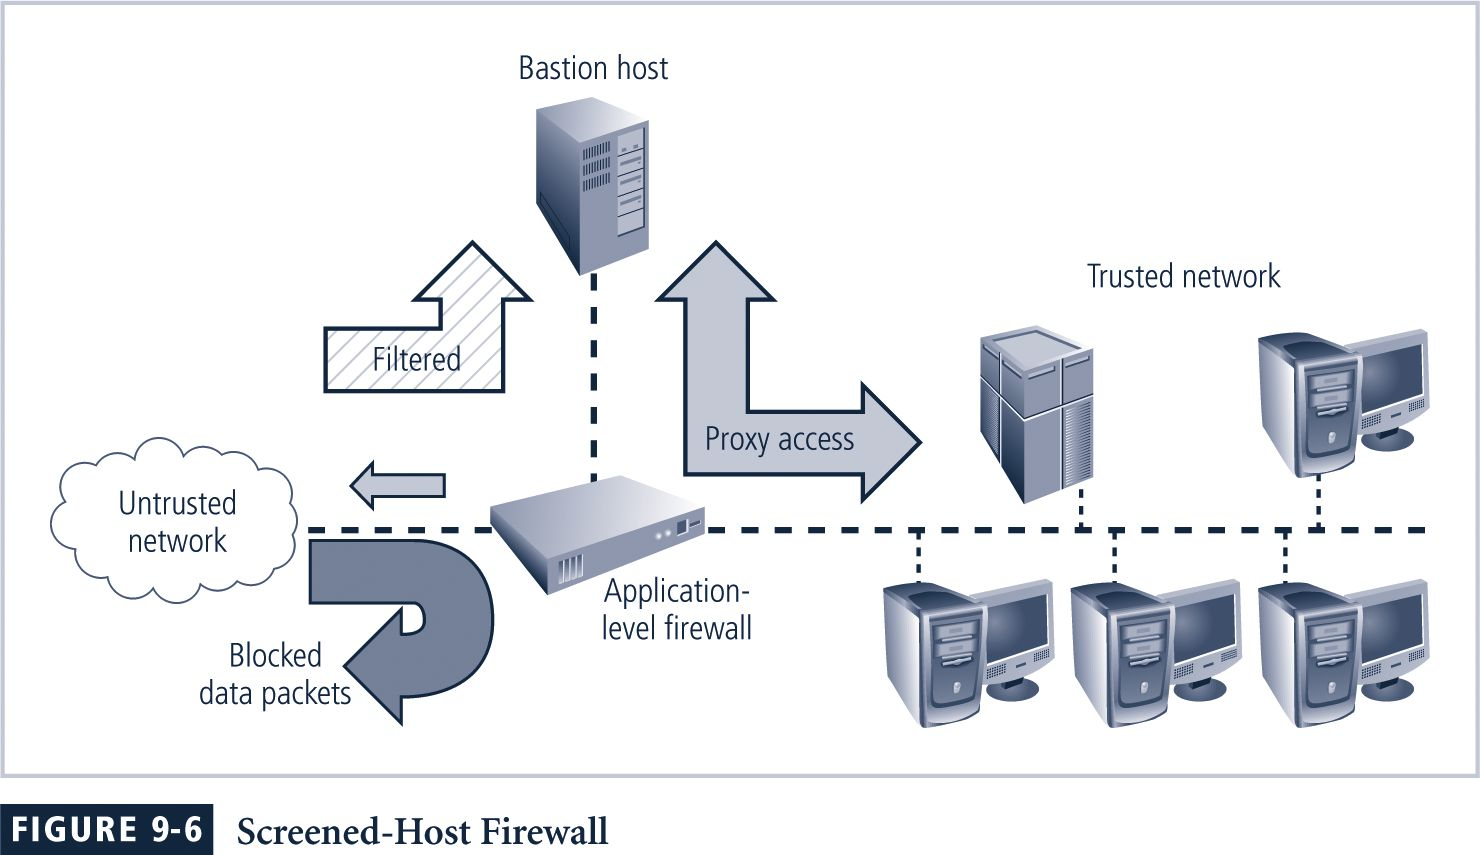 Bastion host
Trusted network
Filtered
Proxy access
Untrusted
network
Application-
level firewall
Blocked
data packets
FIGURE 9-6 Screened-Host Firewall